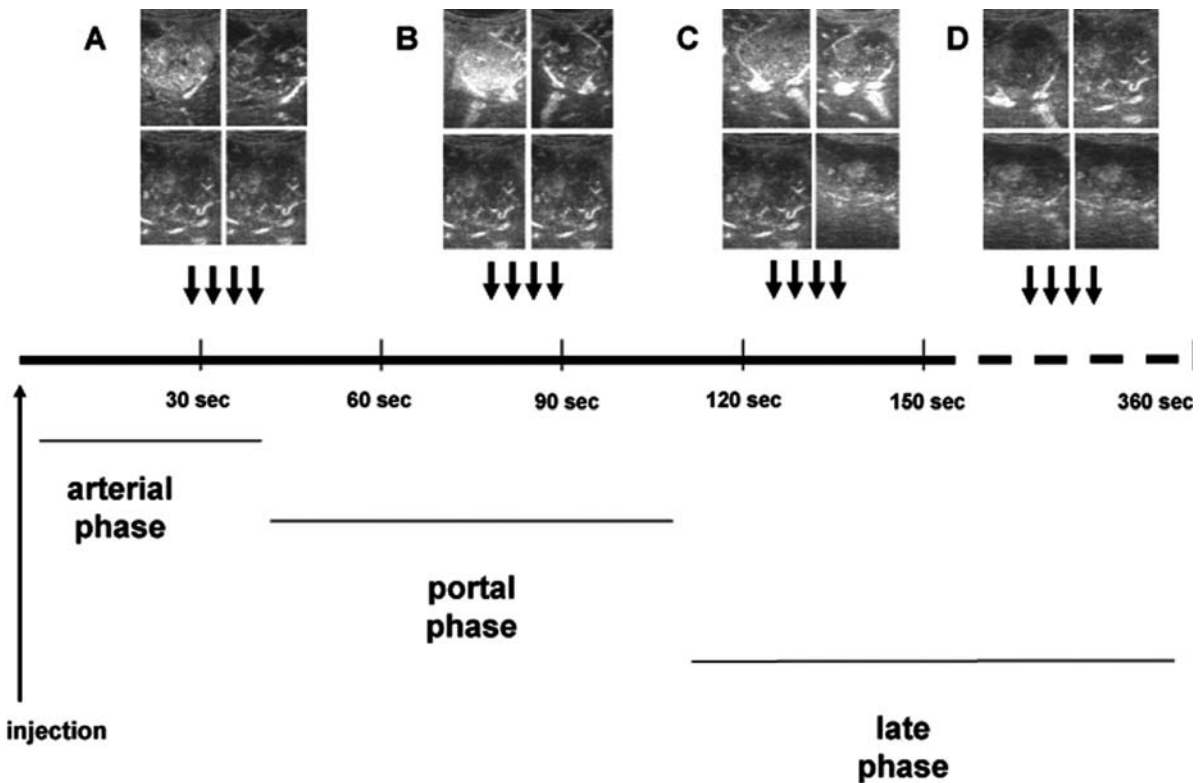 A
B
C
D
30 sec
60 sec
90 sec
120 sec
150 sec
360 sec
arterial
phase
portal
phase
injection
late
phase